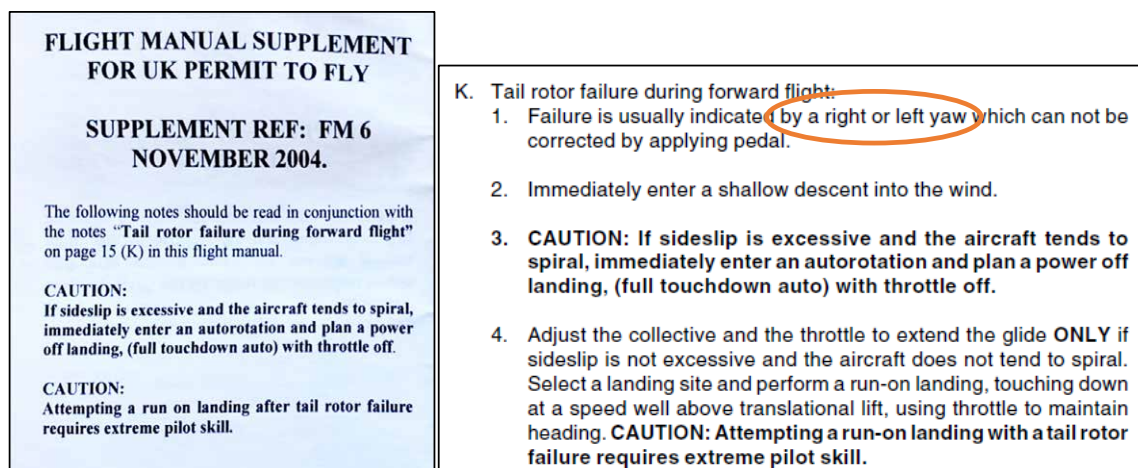 FLIGHT MANUAL SUPPLEMENT
FOR UK PERMIT TO FLY
SUPPLEMENT REF: FM 6
NOVEMBER 2004.
The following notes should be read in conjunction with
the notes “Tail rotor failure during forward flight”
on page 15 (K) in this flight manual.
CAUTION:
If sideslip is excessive and the aircraft tends to spiral,
immediately enter an autorotation and plan a power
off landing, (full touchdown auto) with throttle off.
CAUTION:
Attempting a run on landing after tail rotor failure
requires extreme pilot skill.
K. Tail rotor failure during forward flight:
1. Failure is usually indicated by a right or left yaw which can not be
corrected by applying pedal.
2. Immediately enter a shallow descent into the wind.
3. CAUTION: If sideslip is excessive and the aircraft tends to
spiral, immediately enter an autorotation and plan a power off
landing, (full touchdown auto) with throttle off.
4. Adjust the collective and the throttle to extend the glide ONLY if
sideslip is not excessive and the aircraft does not tend to spiral.
Select a landing site and perform a run-on landing, touching down
at a speed well above translational lift, using throttle to maintain
heading. CAUTION: Attempting a run-on landing with a tail rotor
failure requires extreme pilot skill.